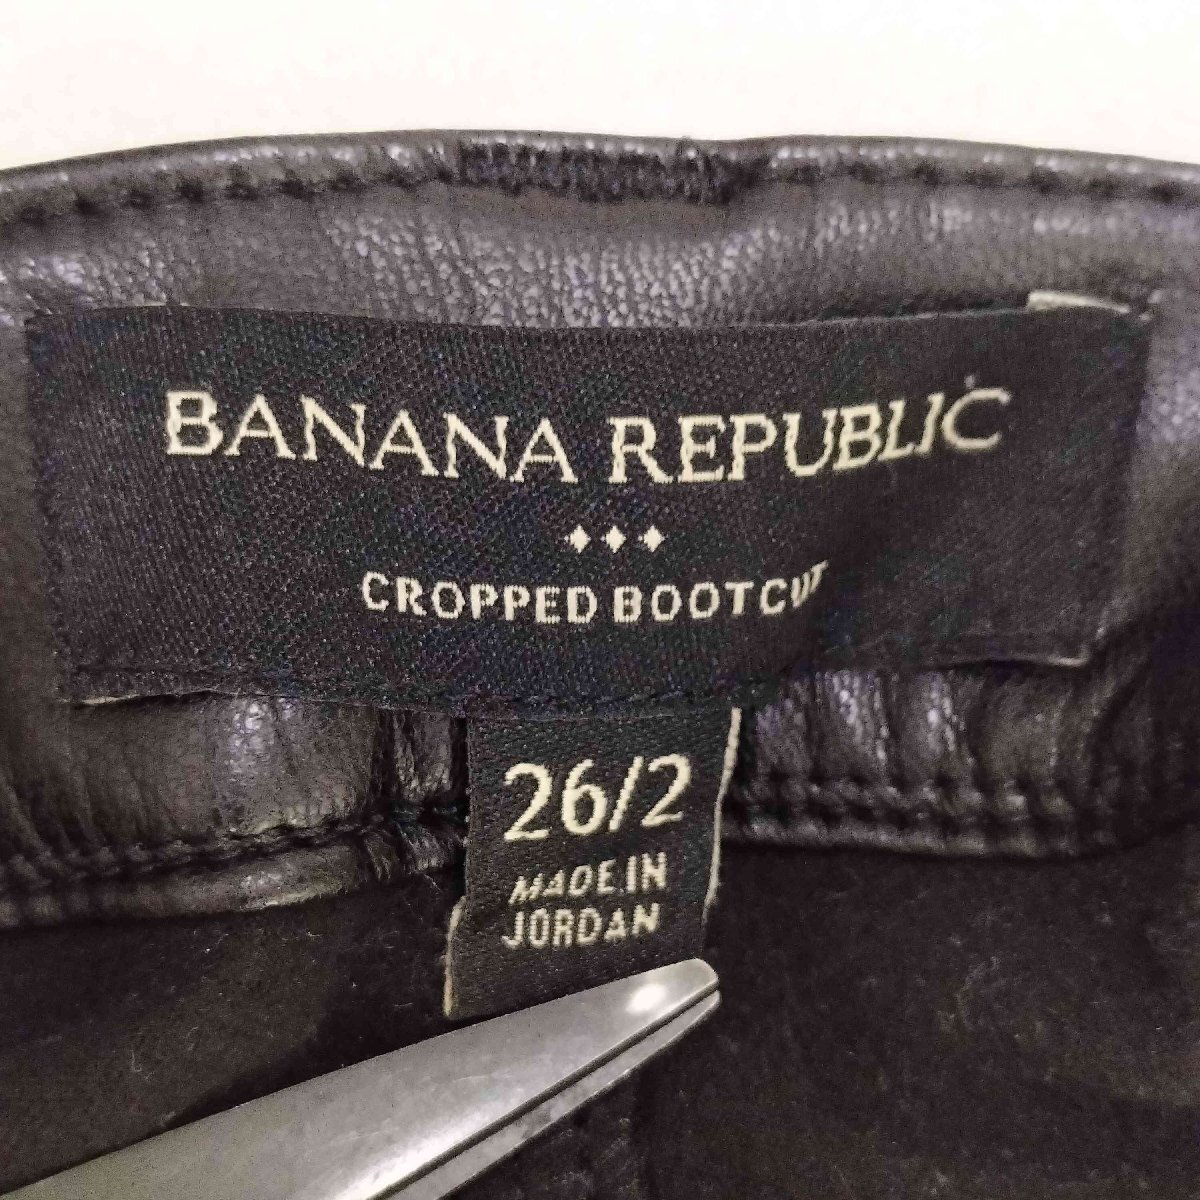 BANANA REPUBLIC
CROPPED BOOTCUT
26/2
MADE IN
JORDAN